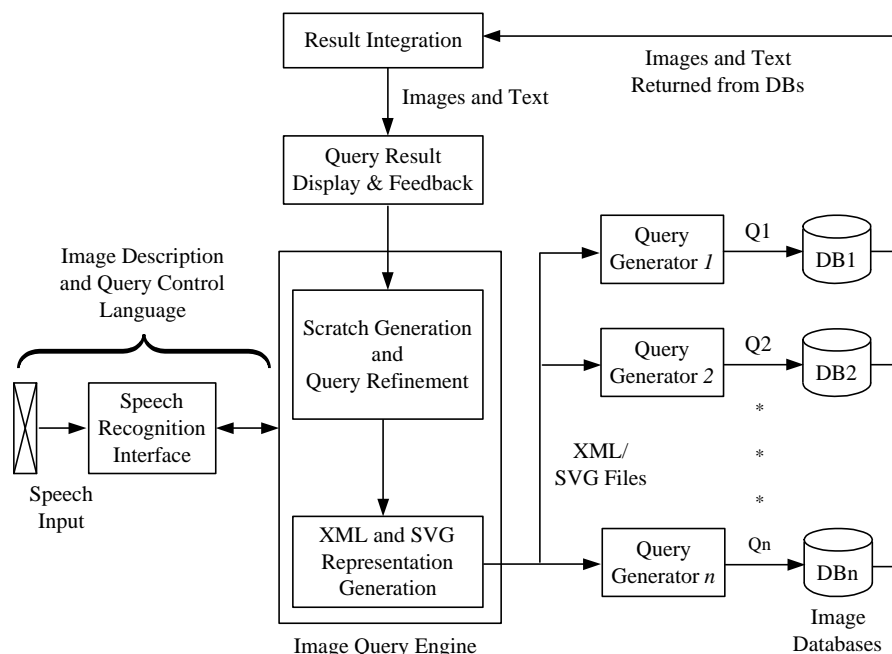 Result Integration
Images and Text
Returned from DBs
Images and Text
Query Result
Display & Feedback
Image Description
and Query Control
Language
Query
Generator 1
Q1
DB1
Scratch Generation
and
Query Refinement
Query
Generator 2
Q2
DB2
*
*
*
Speech
Recognition
Interface
Speech
Input
XML/
SVG Files
XML and SVG
Representation
Generation
Query
Generator n
Qn
DBn
Image
Databases
Image Query Engine